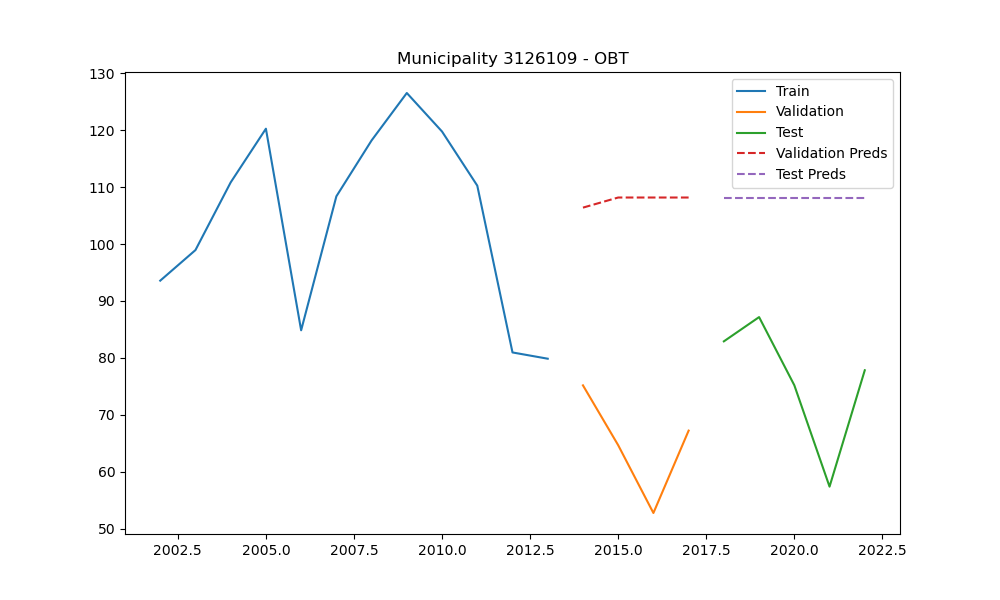 Municipality 3126109 - OBT
130
120
110
100
90
80
70
60
50
Train
Validation
Test
Validation Preds
Test Preds
2002.5 2005.0 2007.5 2010.0 2012.5 2015.0 2017.5 2020.0 2022.5